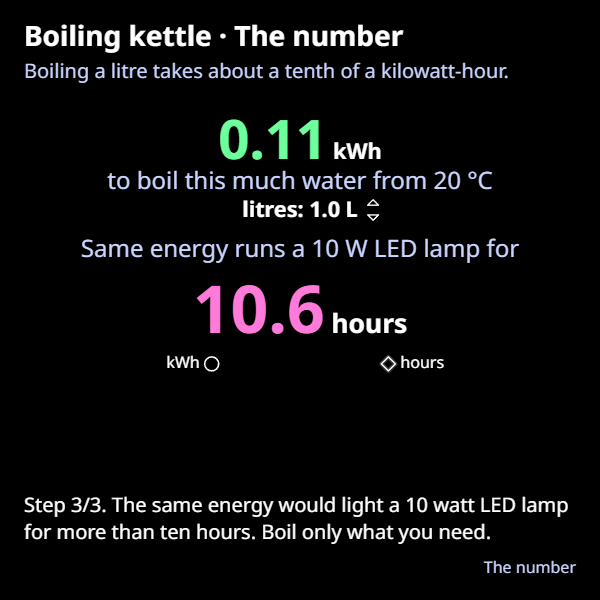 Boiling kettle · The number
Boiling a litre takes about a tenth of a kilowatt-hour.
0.11 kWh
to boil this much water from 20 °C
litres: 1.0 L
Same energy runs a 10 W LED lamp for
10.6 hours
kWh
hours
Step 3/3. The same energy would light a 10 watt LED lamp
for more than ten hours. Boil only what you need.
The number